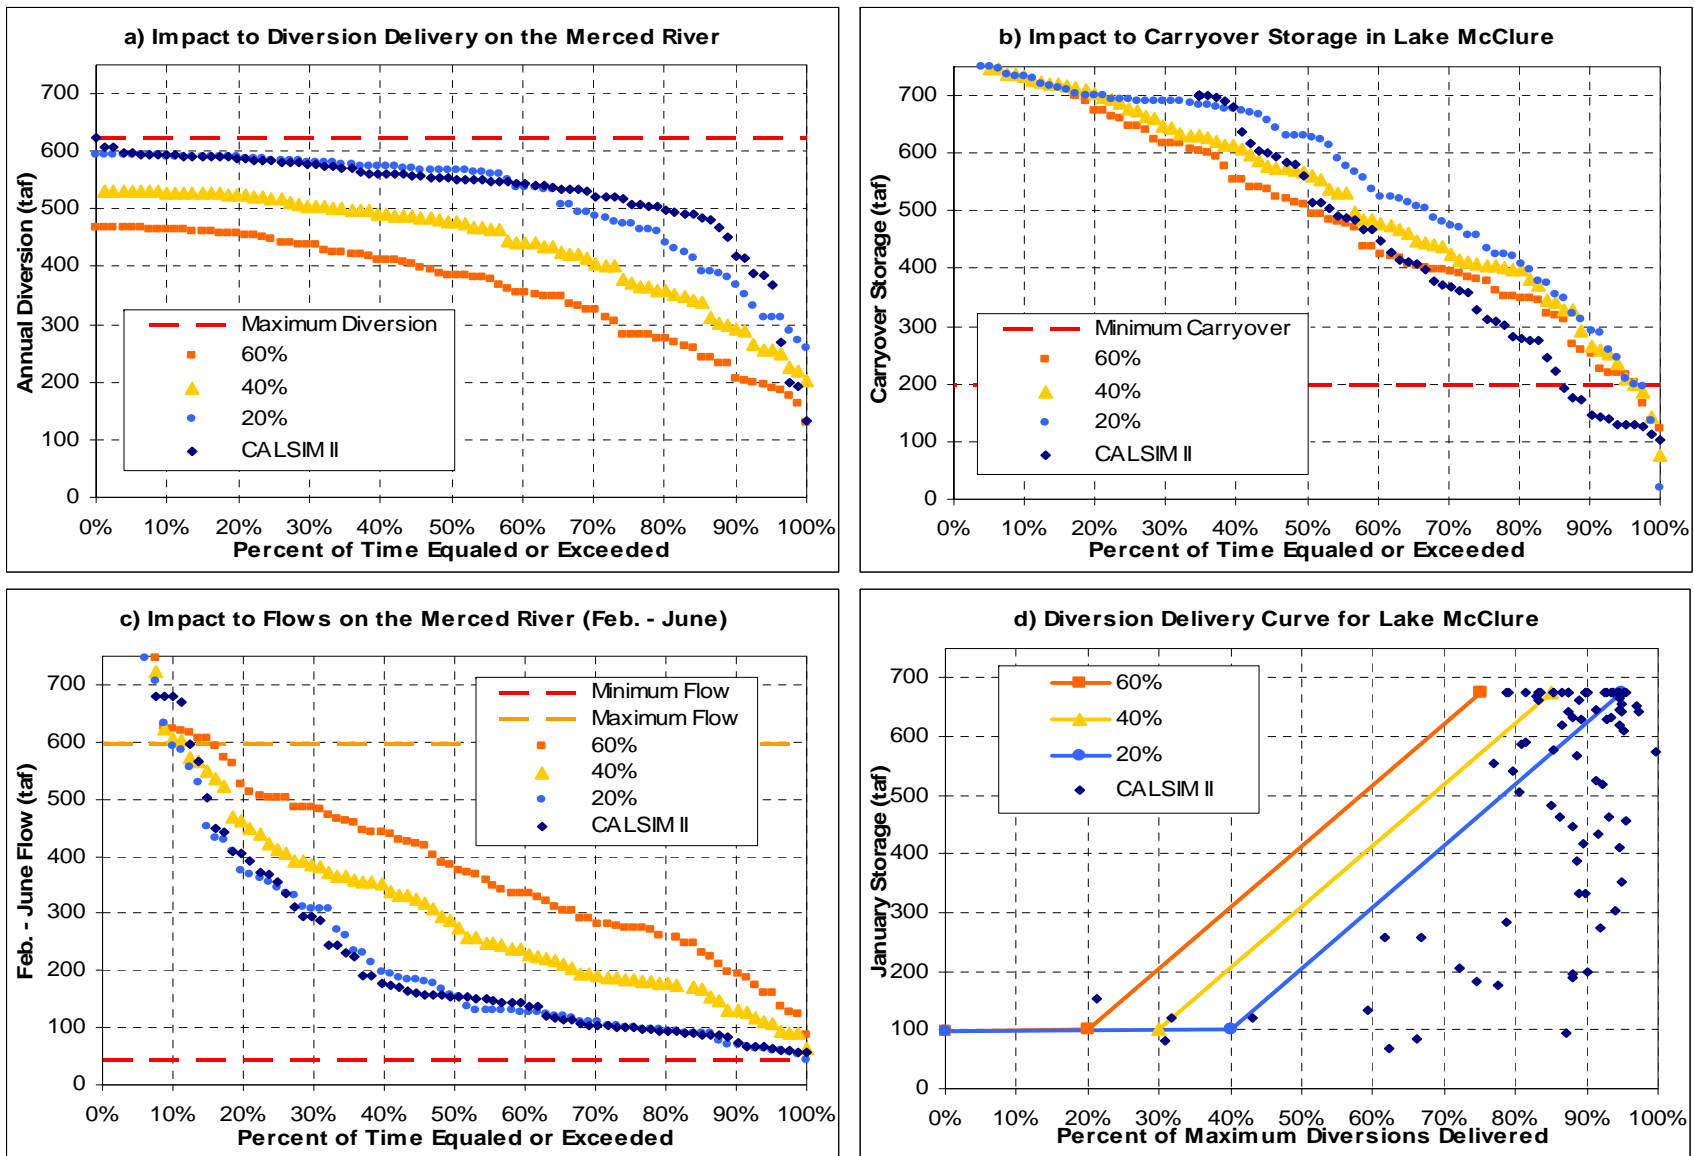 a) Impact to Diversion Delivery on the Merced River
Annual Diversion (taf)
700
600
500
400
300
200
100
0
Maximum Diversion
60%
40%
20%
CALSIM II
0% 10% 20% 30% 40% 50% 60% 70% 80% 90% 100%
Percent of Time Equaled or Exceeded
b) Impact to Carryover Storage in Lake McClure
Carryover Storage (taf)
700
600
500
400
300
200
100
0
Minimum Carryover
60%
40%
20%
CALSIM II
0% 10% 20% 30% 40% 50% 60% 70% 80% 90% 100%
Percent of Time Equaled or Exceeded
c) Impact to Flows on the Merced River (Feb. - June)
Feb. - June Flow (taf)
700
600
500
400
300
200
100
0
Minimum Flow
Maximum Flow
60%
40%
20%
CALSIM II
0% 10% 20% 30% 40% 50% 60% 70% 80% 90% 100%
Percent of Time Equaled or Exceeded
d) Diversion Delivery Curve for Lake McClure
January Storage (taf)
700
600
500
400
300
200
100
0
60%
40%
20%
CALSIM II
0% 10% 20% 30% 40% 50% 60% 70% 80% 90% 100%
Percent of Maximum Diversions Delivered